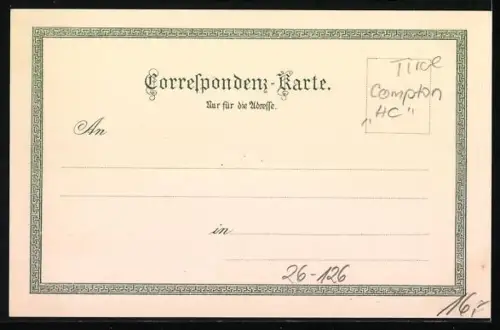 Correspondenz-Karte.
Nur für die Adresse.
Tirol
Compton
"HC"
An
in
26-126
16,-